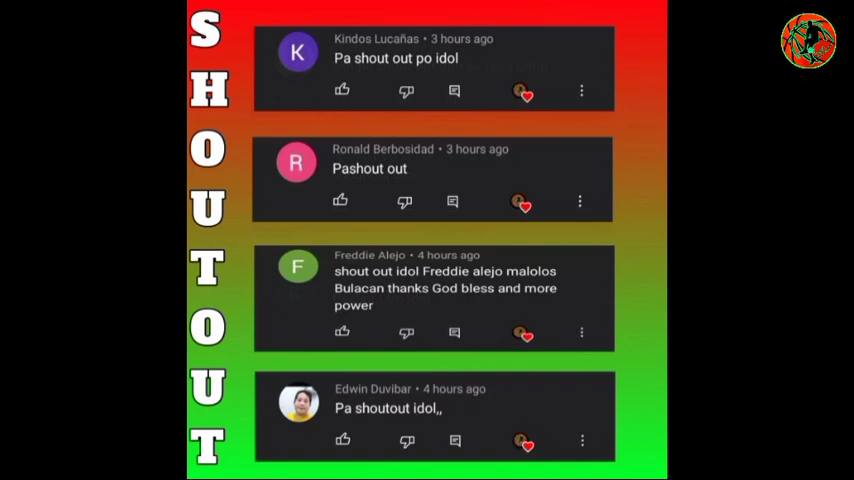 SHOUTOUT
Kindos Lucañas • 3 hours ago
Pa shout out po idol
K
Ronald Berbosidad • 3 hours ago
R
Pashout out
Freddie Alejo • 4 hours ago
F
shout out idol Freddie alejo malolos
Bulacan thanks God bless and more
power
Edwin Duvibar • 4 hours ago
Pa shoutout idol,,